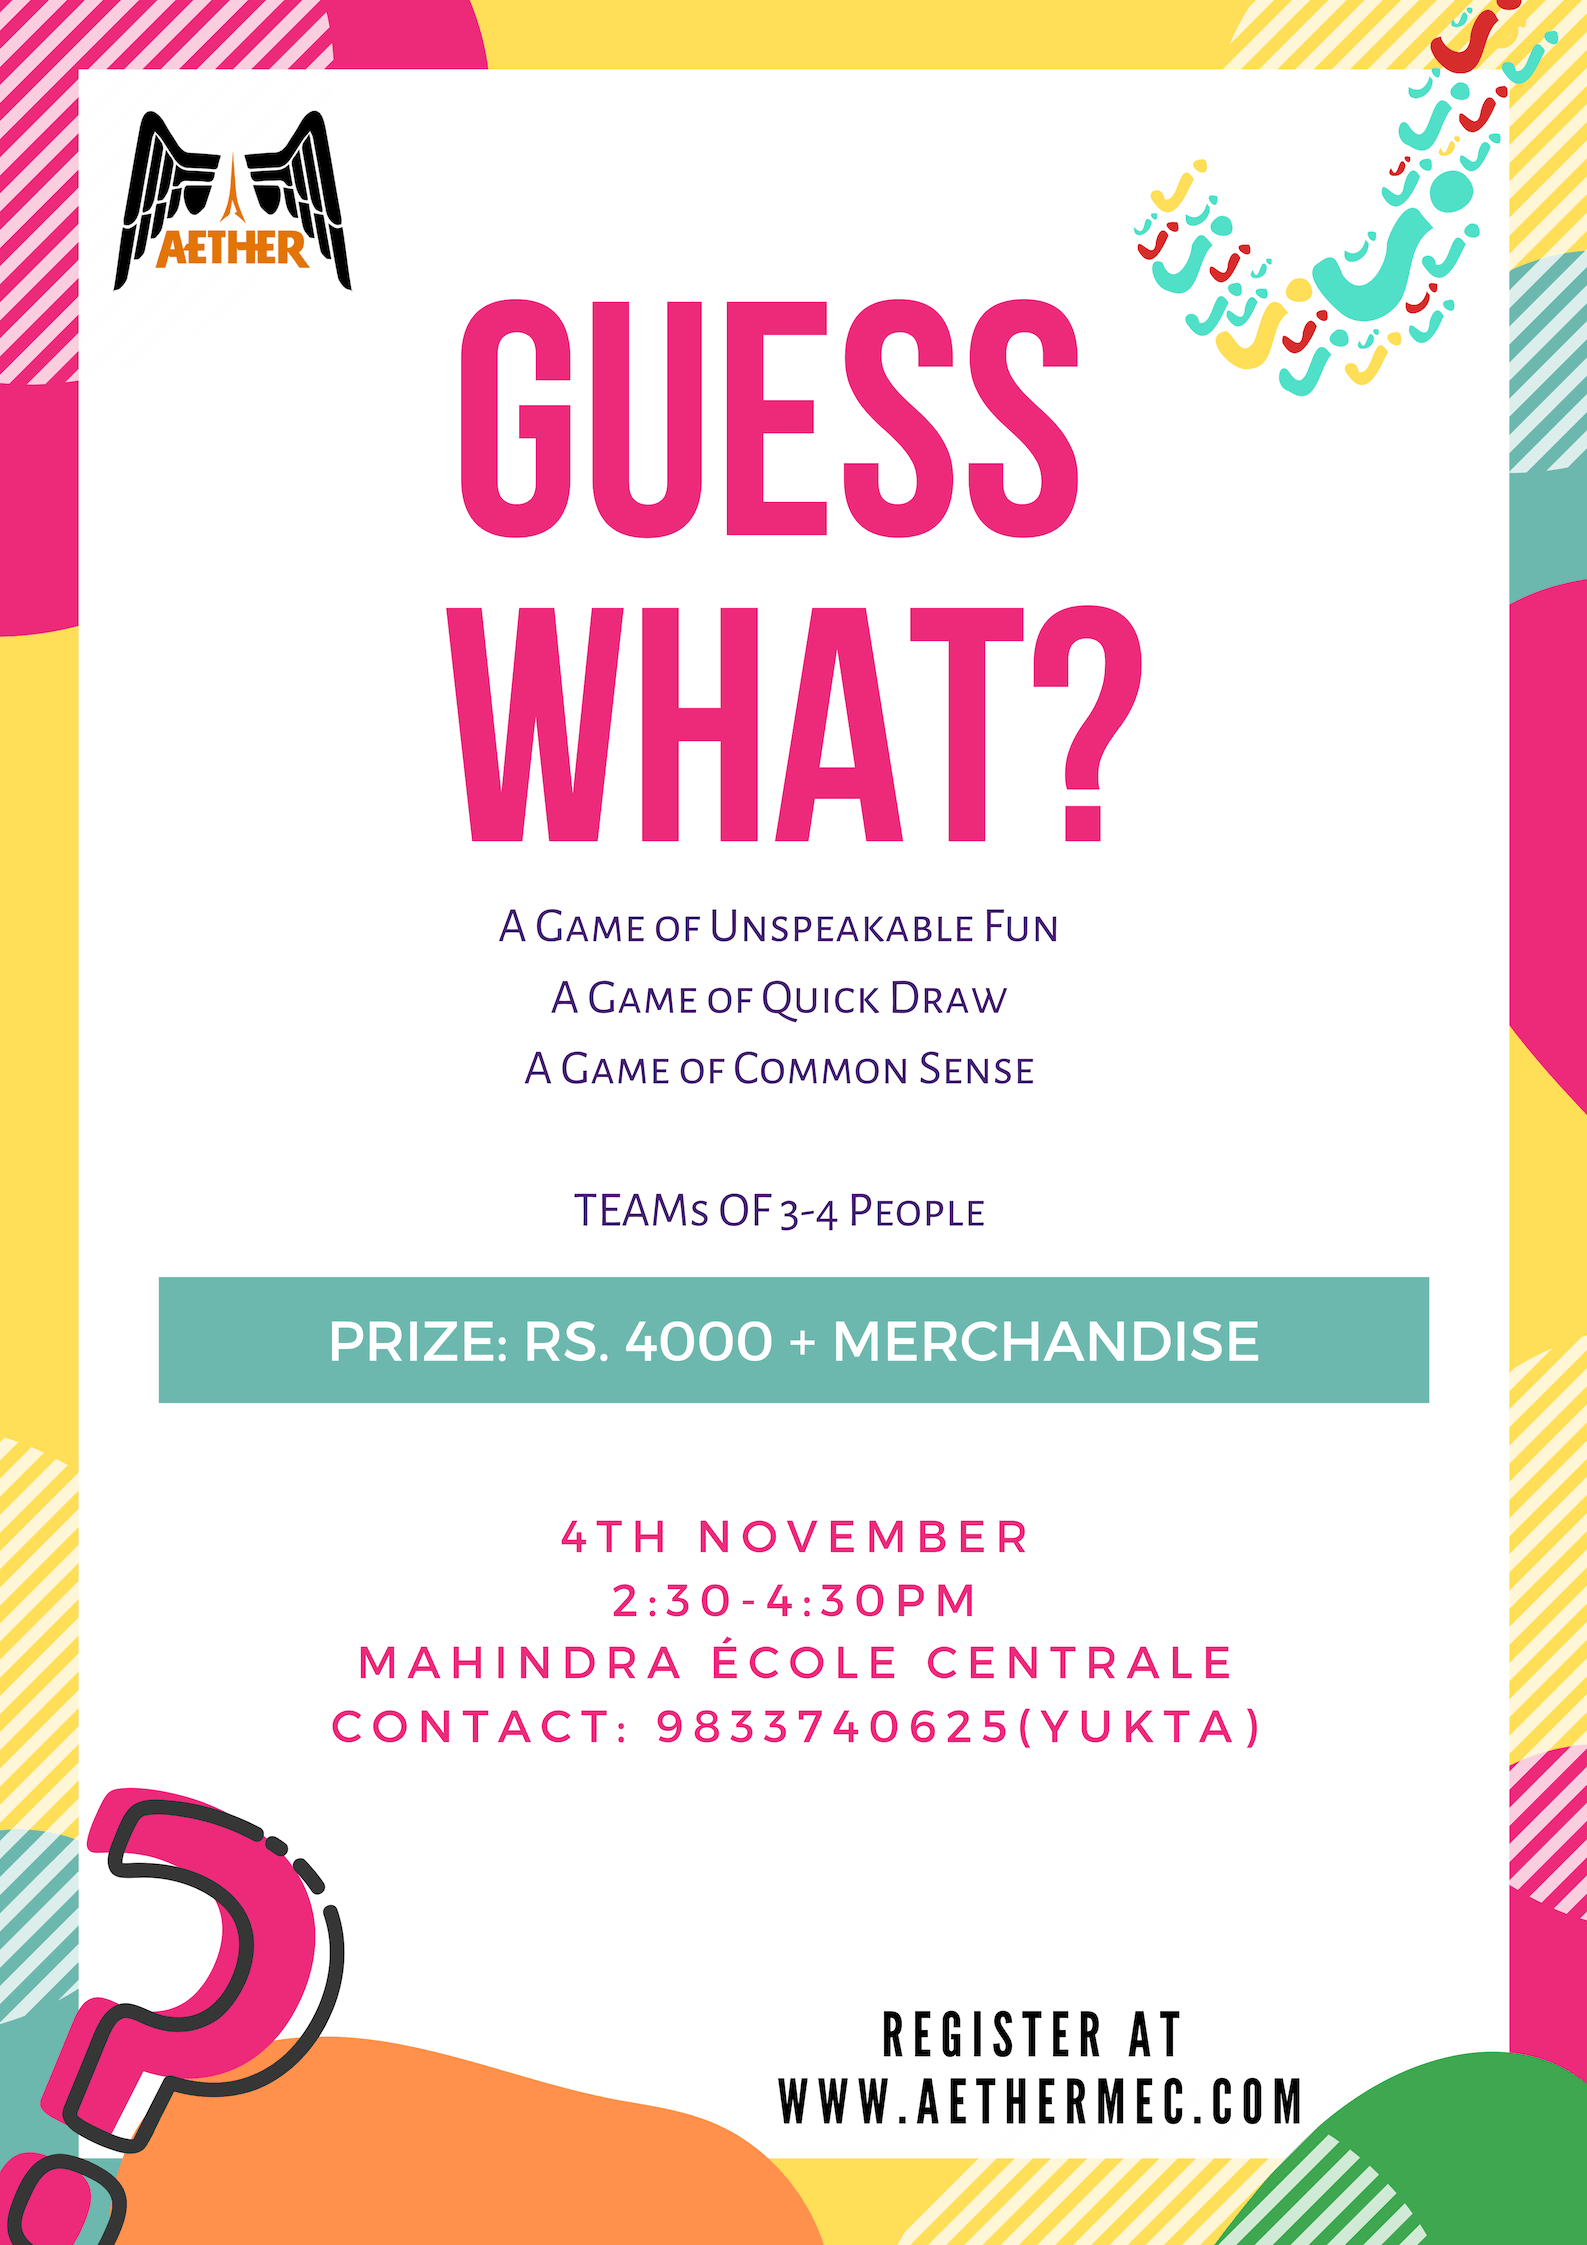 AETHER
GUESS
WHAT?
A Game of Unspeakable Fun
A Game of Quick Draw
A Game of Common Sense
TEAMs OF 3-4 People
PRIZE: RS. 4000 + MERCHANDISE
4TH NOVEMBER
2:30-4:30PM
MAHINDRA ÉCOLE CENTRALE
CONTACT: 9833740625(YUKTA)
REGISTER AT
WWW.AETHERMEC.COM